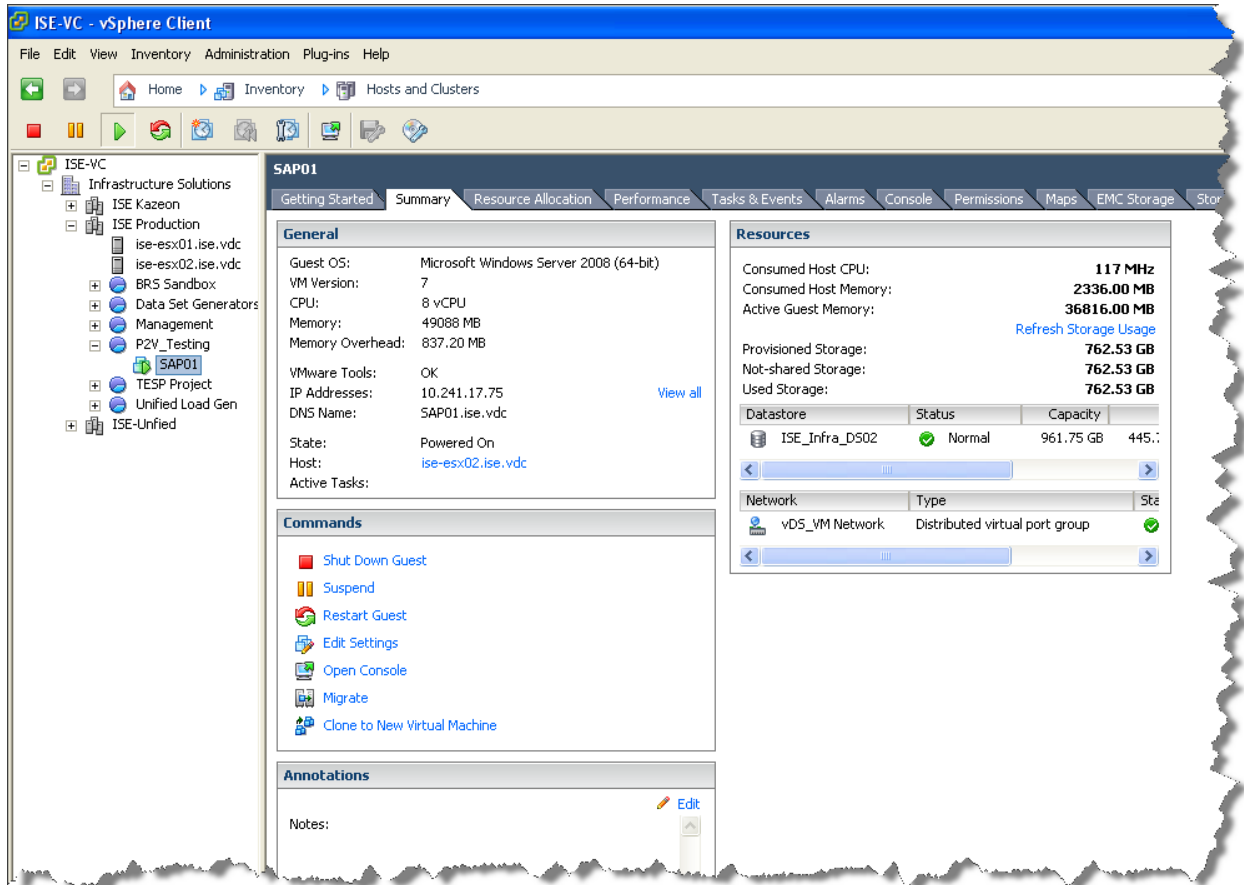 ISE-VC - vSphere Client
File Edit View Inventory Administration Plug-ins Help
Home Inventory Hosts and Clusters
ISE-VC
Infrastructure Solutions
ISE Kazeon
ISE Production
ise-esx01.ise.vdc
ise-esx02.ise.vdc
BRS Sandbox
Data Set Generators
Management
P2V_Testing
SAP01
TESP Project
Unified Load Gen
ISE-Unfied
SAP01
Getting Started Summary Resource Allocation Performance Tasks & Events Alarms Console Permissions Maps EMC Storage Stor
General
Guest OS: Microsoft Windows Server 2008 (64-bit)
VM Version: 7
CPU: 8 vCPU
Memory: 49088 MB
Memory Overhead: 837.20 MB
VMware Tools: OK
IP Addresses: 10.241.17.75 View all
DNS Name: SAP01.ise.vdc
State: Powered On
Host: ise-esx02.ise.vdc
Active Tasks:
Commands
Shut Down Guest
Suspend
Restart Guest
Edit Settings
Open Console
Migrate
Clone to New Virtual Machine
Annotations
Edit
Notes:
Resources
Consumed Host CPU: 117 MHz
Consumed Host Memory: 2336.00 MB
Active Guest Memory: 36816.00 MB
Refresh Storage Usage
Provisioned Storage: 762.53 GB
Not-shared Storage: 762.53 GB
Used Storage: 762.53 GB
Datastore Status Capacity
ISE_Infra_DS02 Normal 961.75 GB 445.7
Network Type Sta
vDS_VM Network Distributed virtual port group